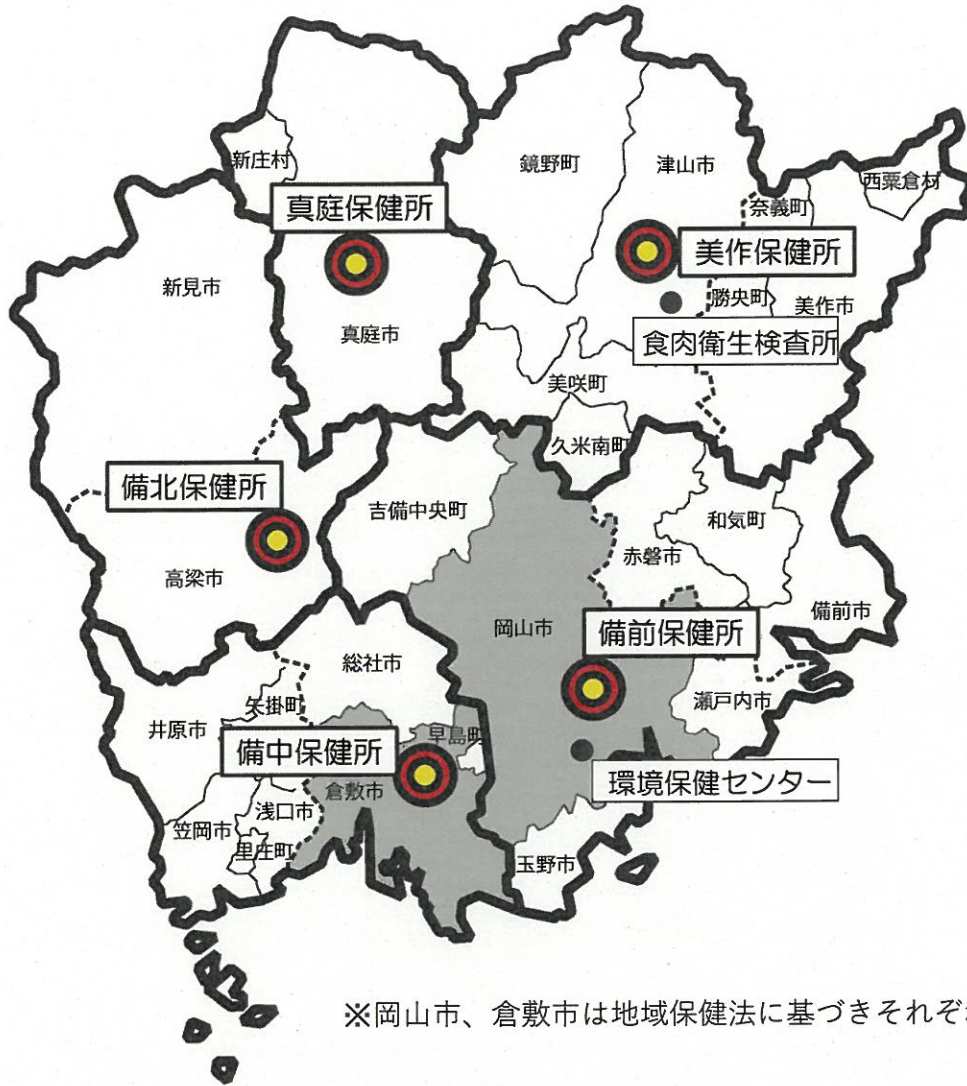 新庄村
鏡野町
津山市
西粟倉材
奈義町
真庭保健所
美作保健所
新見市
勝央町
美作市
真庭市
食肉衛生検査所
美咲町
久米南町
備北保健所
吉備中央町
和気町
赤磐市
高梁市
備前市
岡山市
備前保健所
総社市
瀬戸内市
矢掛町
井原市
早島町
備中保健所
環境保健センター
倉敷市
浅口市
笠岡市
里庄町
玉野市
※岡山市、倉敷市は地域保健法に基づきそれぞ